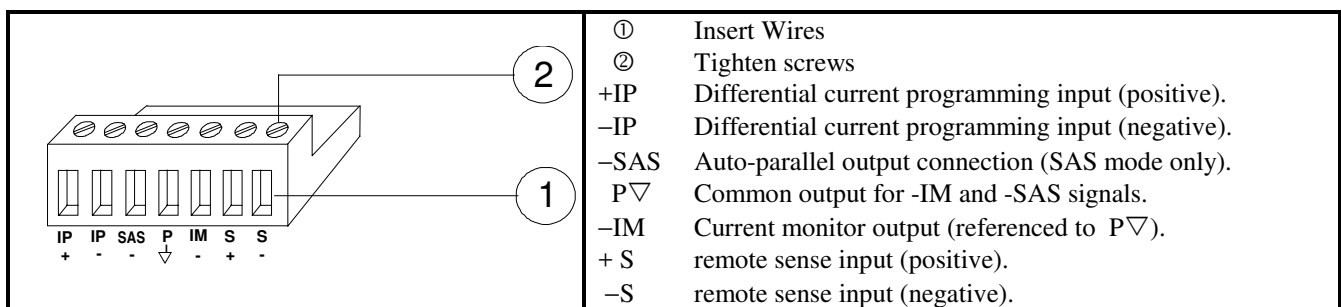 2
1
IP IP SAS P IM S S
+ - - - + -
① Insert Wires
② Tighten screws
+IP Differential current programming input (positive).
−IP Differential current programming input (negative).
−SAS Auto-parallel output connection (SAS mode only).
P▽ Common output for -IM and -SAS signals.
−IM Current monitor output (referenced to P▽).
+ S remote sense input (positive).
−S remote sense input (negative).